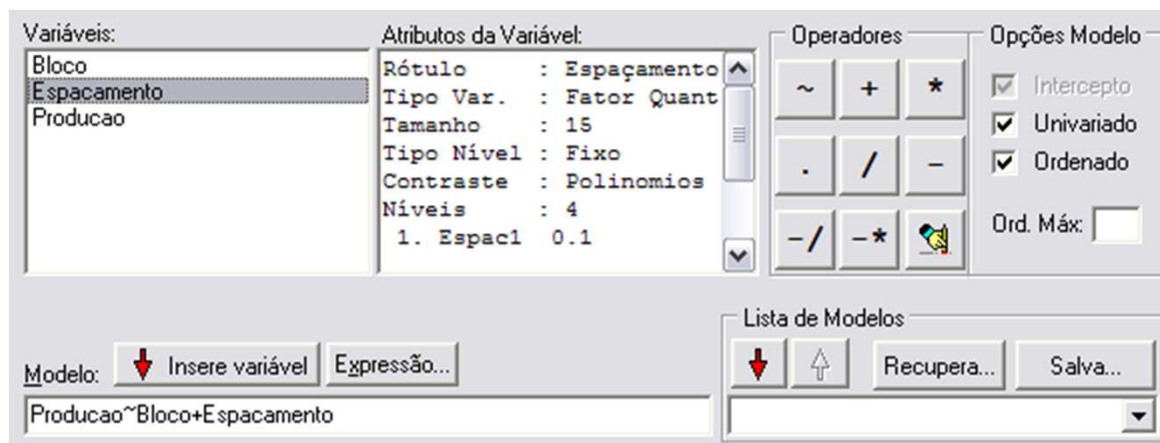 Variáveis:
Bloco
Espacamento
Producao
Atributos da Variável:
Rótulo : Espaçamento
Tipo Var. : Fator Quant
Tamanho : 15
Tipo Nível : Fixo
Contraste : Polinomios
Níveis : 4
1. Espac1 0.1
Operadores
~ + *
. / -
-/ -*
Opções Modelo
Intercepto
Univariado
Ordenado
Ord. Máx:
Modelo:
Insere variável
Expressão...
Producao~Bloco+Espacamento
Lista de Modelos
Recupera...
Salva...